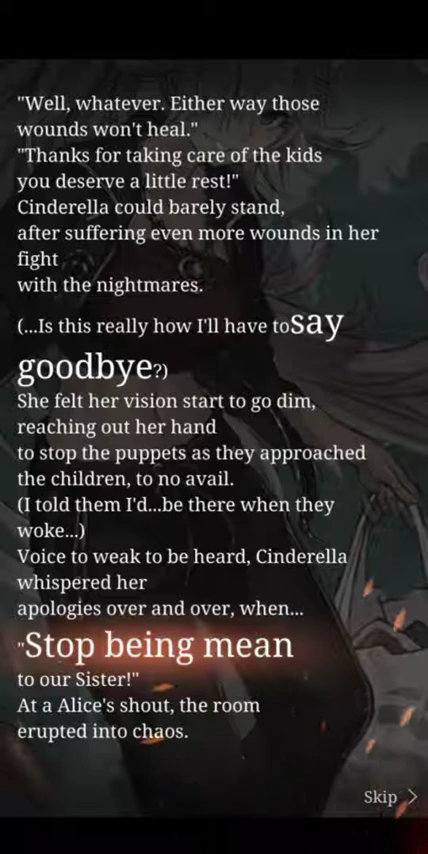 "Well, whatever. Either way those
wounds won't heal."
"Thanks for taking care of the kids
you deserve a little rest!"
Cinderella could barely stand,
after suffering even more wounds in her
fight
with the nightmares.
(...Is this really how I'll have tosay
goodbye?)
She felt her vision start to go dim,
reaching out her hand
to stop the puppets as they approached
the children, to no avail.
(I told them I'd...be there when they
woke...)
Voice to weak to be heard, Cinderella
whispered her
apologies over and over, when...
"Stop being mean
to our Sister!"
At a Alice's shout, the room
erupted into chaos.
Skip >